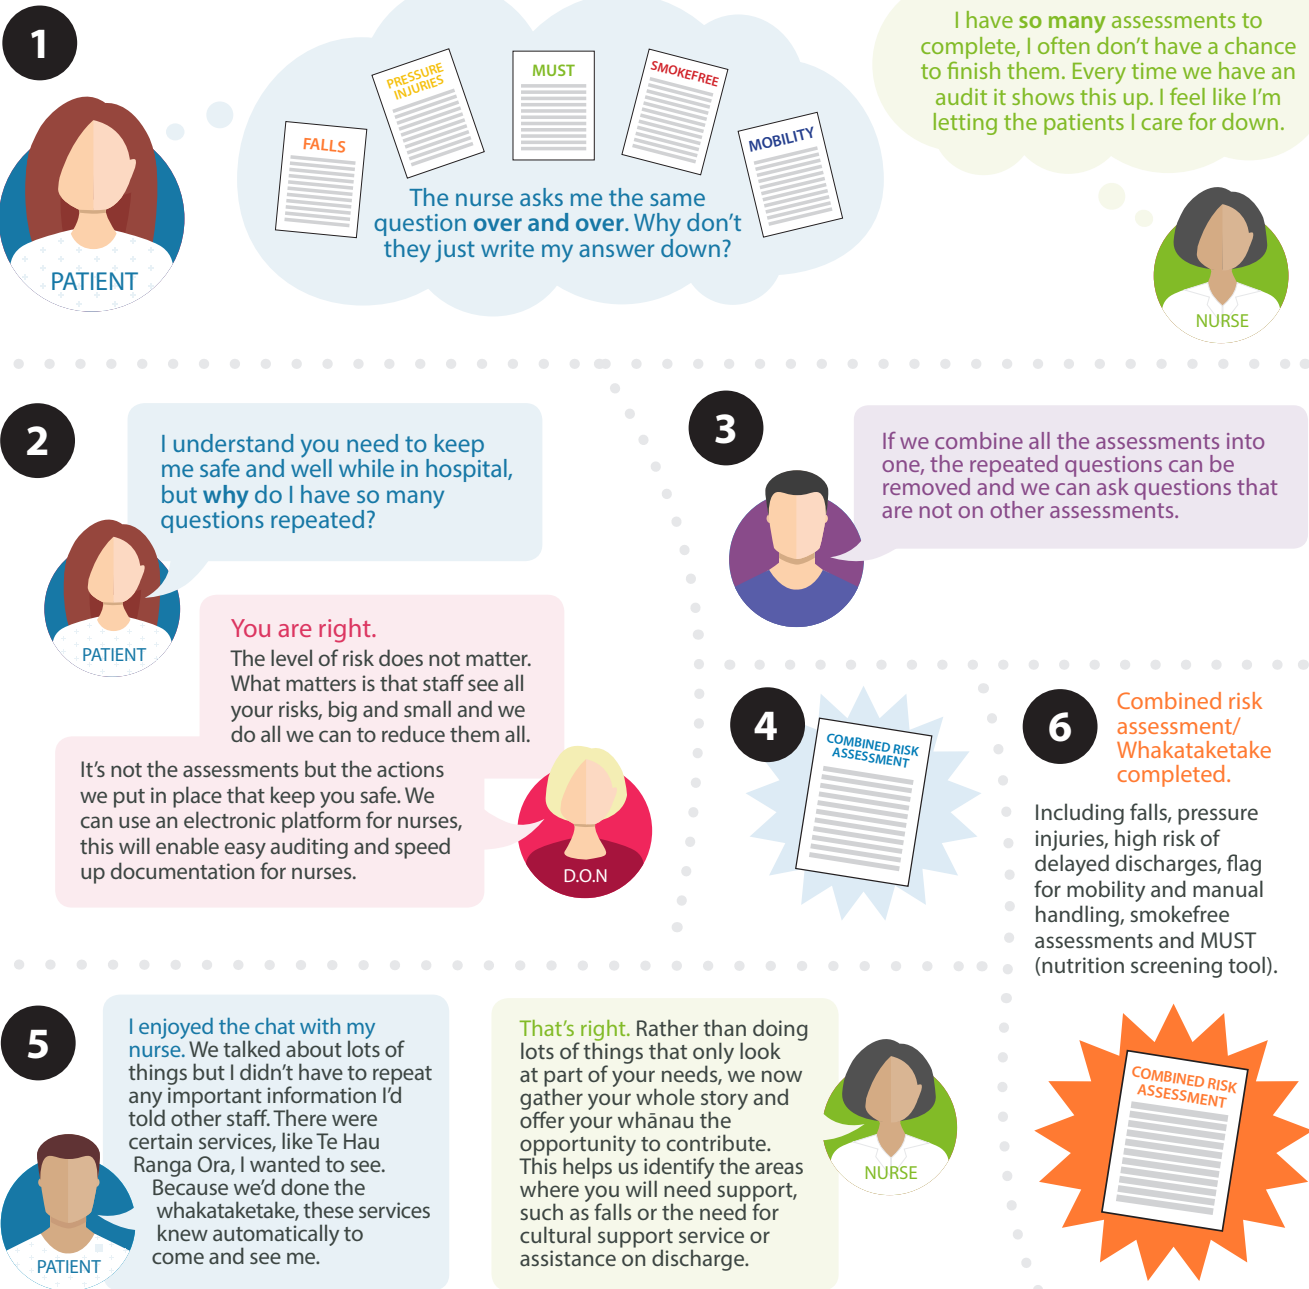 1
PRESSURE
INJURIES
MUST
SMOKEFREE
FALLS
MOBILITY
The nurse asks me the same
question over and over. Why don’t
they just write my answer down?
PATIENT
I have so many assessments to
complete, I often don’t have a chance
to finish them. Every time we have an
audit it shows this up. I feel like I’m
letting the patients I care for down.
NURSE
2
I understand you need to keep
me safe and well while in hospital,
but why do I have so many
questions repeated?
PATIENT
You are right.
The level of risk does not matter.
What matters is that staff see all
your risks, big and small and we
do all we can to reduce them all.
It’s not the assessments but the actions
we put in place that keep you safe. We
can use an electronic platform for nurses,
this will enable easy auditing and speed
up documentation for nurses.
D.O.N
3
If we combine all the assessments into
one, the repeated questions can be
removed and we can ask questions that
are not on other assessments.
4
COMBINED RISK
ASSESSMENT
5
I enjoyed the chat with my
nurse. We talked about lots of
things but I didn’t have to repeat
any important information I’d
told other staff. There were
certain services, like Te Hau
Ranga Ora, I wanted to see.
Because we’d done the
whakataketake, these services
knew automatically to
come and see me.
PATIENT
That’s right. Rather than doing
lots of things that only look
at part of your needs, we now
gather your whole story and
offer your whānau the
opportunity to contribute.
This helps us identify the areas
where you will need support,
such as falls or the need for
cultural support service or
assistance on discharge.
NURSE
6
Combined risk
assessment/
Whakataketake
completed.
Including falls, pressure
injuries, high risk of
delayed discharges, flag
for mobility and manual
handling, smokefree
assessments and MUST
(nutrition screening tool).
COMBINED RISK
ASSESSMENT